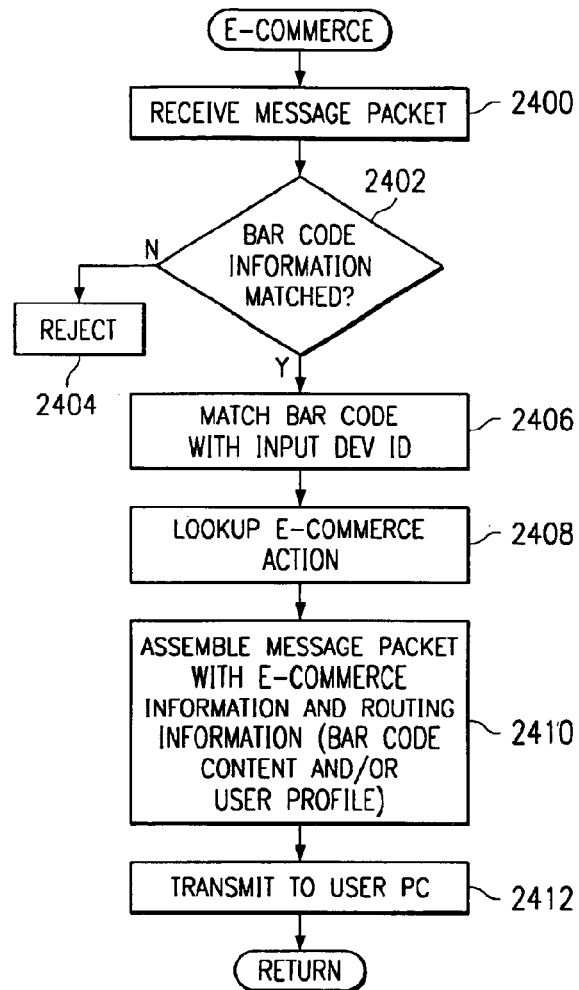 E-COMMERCE
RECEIVE MESSAGE PACKET
2400
2402
BAR CODE
INFORMATION
MATCHED?
N
REJECT
2404
Y
MATCH BAR CODE
WITH INPUT DEV ID
2406
LOOKUP E-COMMERCE
ACTION
2408
ASSEMBLE MESSAGE PACKET
WITH E-COMMERCE
INFORMATION AND ROUTING
INFORMATION (BAR CODE
CONTENT AND/OR
USER PROFILE)
2410
TRANSMIT TO USER PC
2412
RETURN